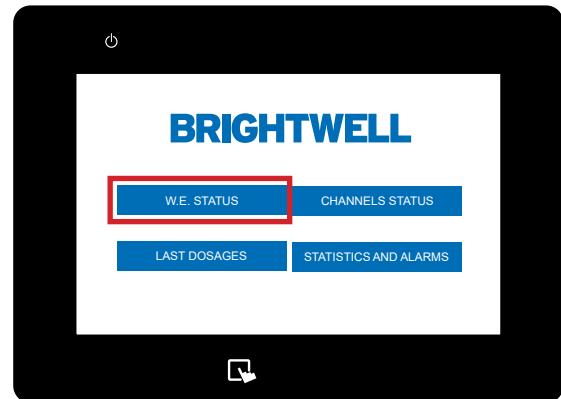 BRIGHTWELL
W.E. STATUS
CHANNELS STATUS
LAST DOSAGES
STATISTICS AND ALARMS